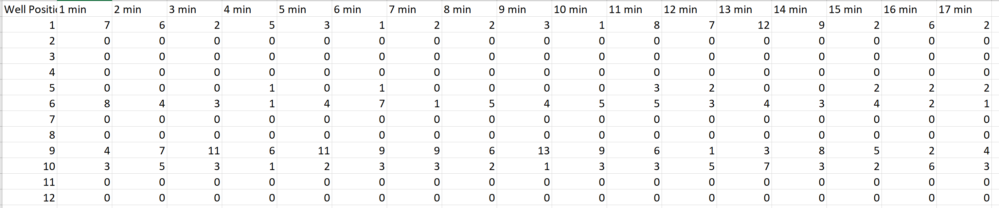 Well Positic 1 min 2 min 3 min 4 min 5 min 6 min 7 min 8 min 9 min 10 min 11 min 12 min 13 min 14 min 15 min 16 min 17 min
1 7 6 2 5 3 1 2 2 3 1 8 7 12 9 2 6 2
2 0 0 0 0 0 0 0 0 0 0 0 0 0 0 0 0 0
3 0 0 0 0 0 0 0 0 0 0 0 0 0 0 0 0 0
4 0 0 0 0 0 0 0 0 0 0 0 0 0 0 0 0 0
5 0 0 0 1 0 1 0 0 0 0 3 2 0 0 2 2 2
6 8 4 3 1 4 7 1 5 4 5 5 3 4 3 4 2 1
7 0 0 0 0 0 0 0 0 0 0 0 0 0 0 0 0 0
8 0 0 0 0 0 0 0 0 0 0 0 0 0 0 0 0 0
9 4 7 11 6 11 9 9 6 13 9 6 1 3 8 5 2 4
10 3 5 3 1 2 3 3 2 1 3 3 5 7 3 2 6 3
11 0 0 0 0 0 0 0 0 0 0 0 0 0 0 0 0 0
12 0 0 0 0 0 0 0 0 0 0 0 0 0 0 0 0 0